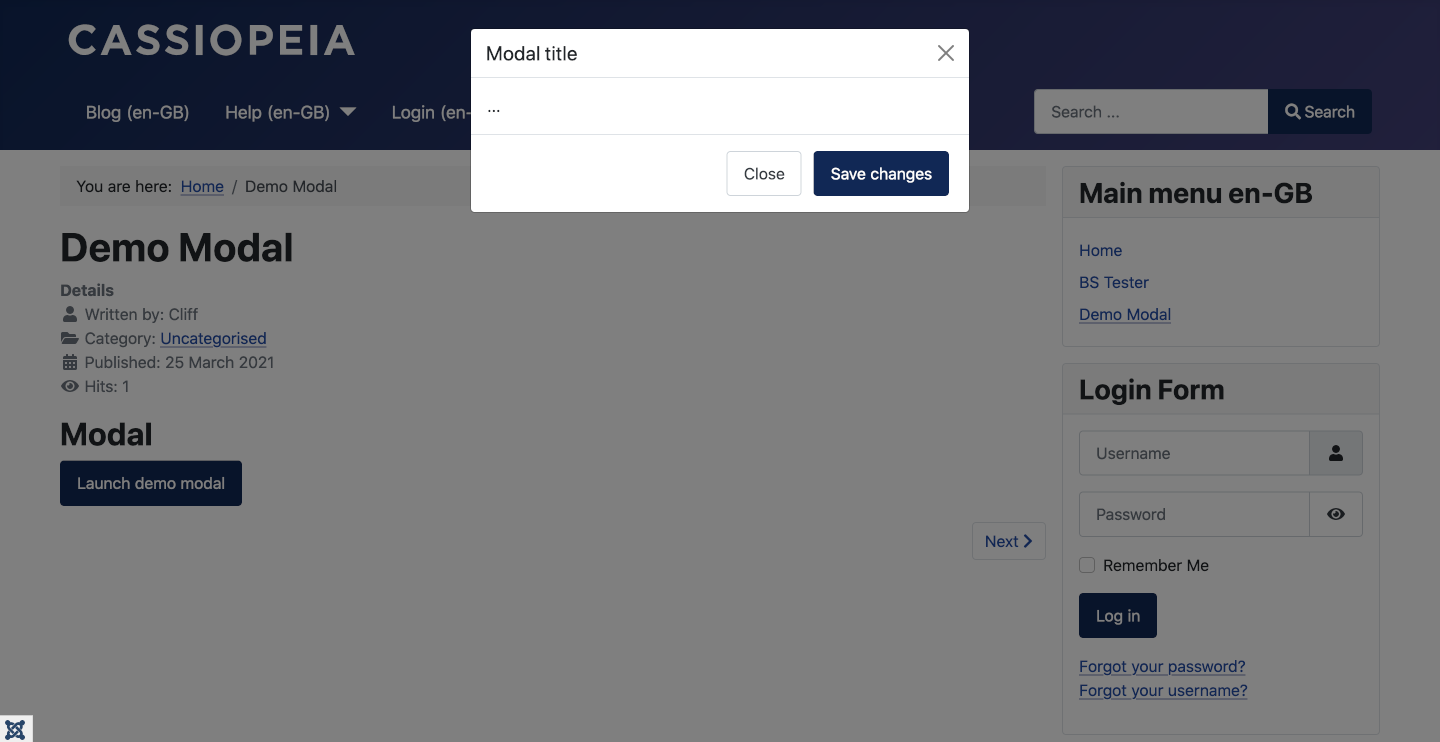 CASSIOPEIA
Blog (en-GB) Help (en-GB) Login (en-
Search ... Search
Modal title
...
Close Save changes
You are here: Home / Demo Modal
Demo Modal
Details
Written by: Cliff
Category: Uncategorised
Published: 25 March 2021
Hits: 1
Modal
Launch demo modal
Next
Main menu en-GB
Home
BS Tester
Demo Modal
Login Form
Username
Password
Remember Me
Log in
Forgot your password?
Forgot your username?